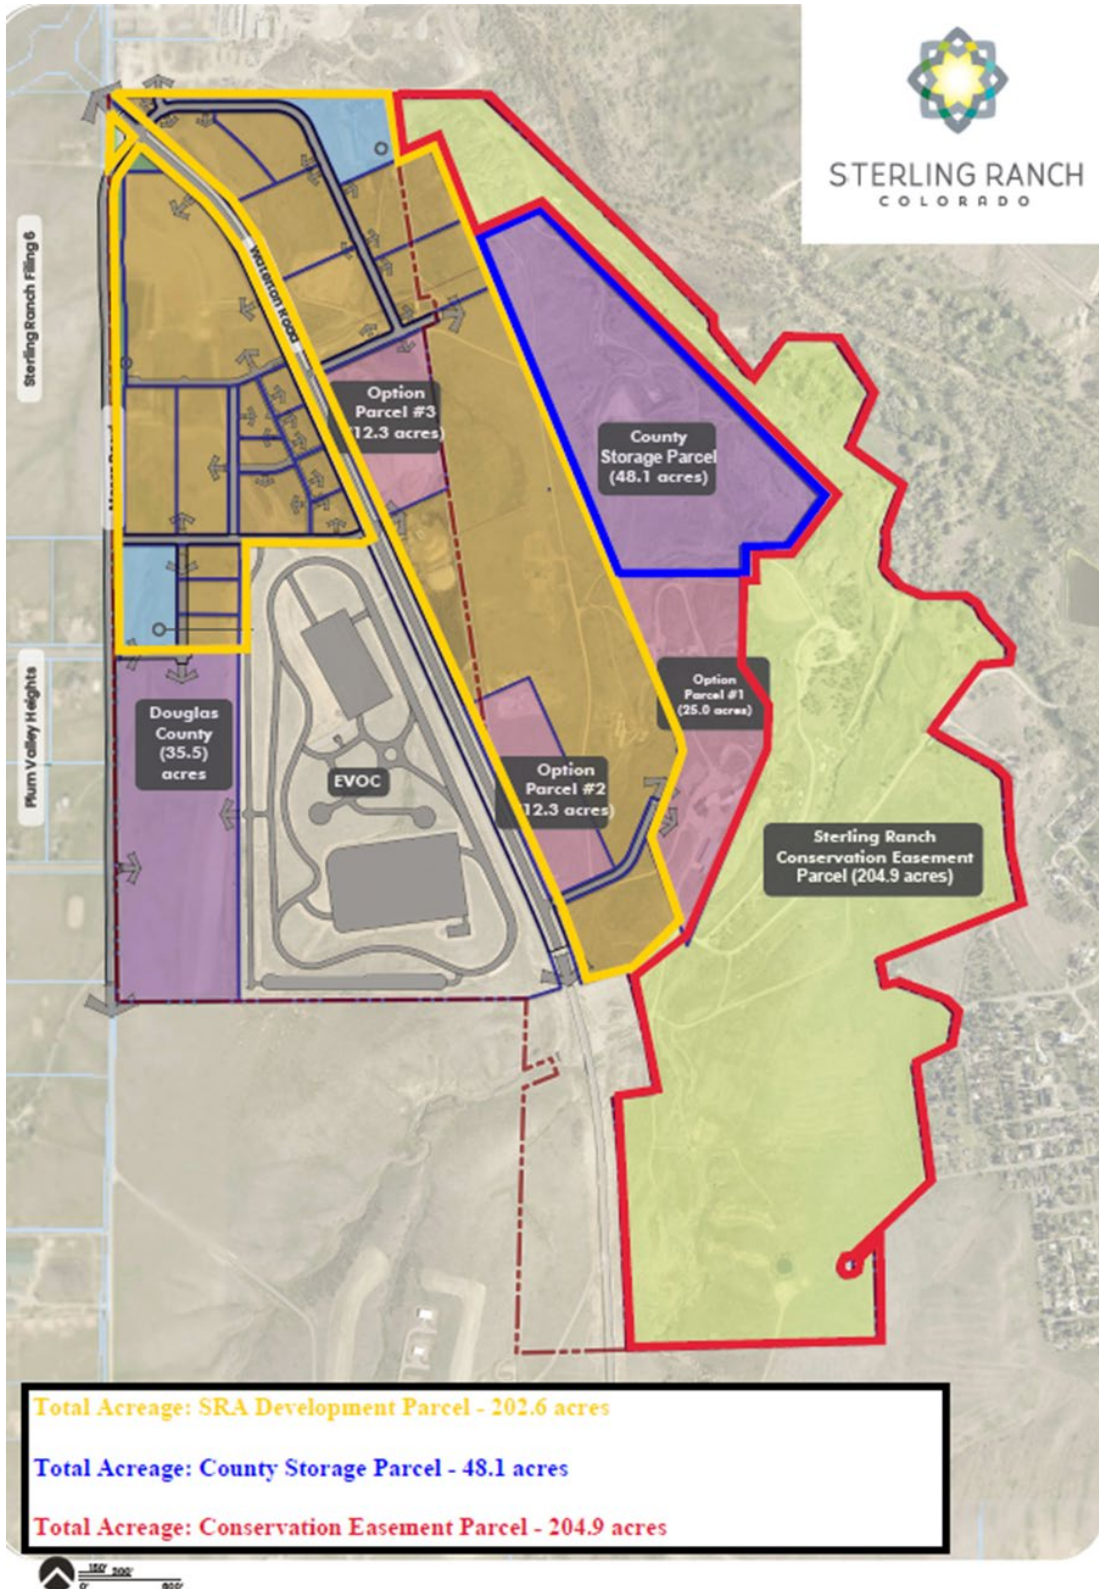 STERLING RANCH
COLORADO
Sterling Ranch Filing 6
Waterton Road
Option
Parcel #3
(12.3 acres)
County
Storage Parcel
(48.1 acres)
Plum Valley Heights
Douglas
County
(35.5)
acres
EVOC
Option
Parcel #1
(25.0 acres)
Option
Parcel #2
12.3 acres)
Sterling Ranch
Conservation Easement
Parcel (204.9 acres)
Total Acreage: SRA Development Parcel - 202.6 acres
Total Acreage: County Storage Parcel - 48.1 acres
Total Acreage: Conservation Easement Parcel - 204.9 acres